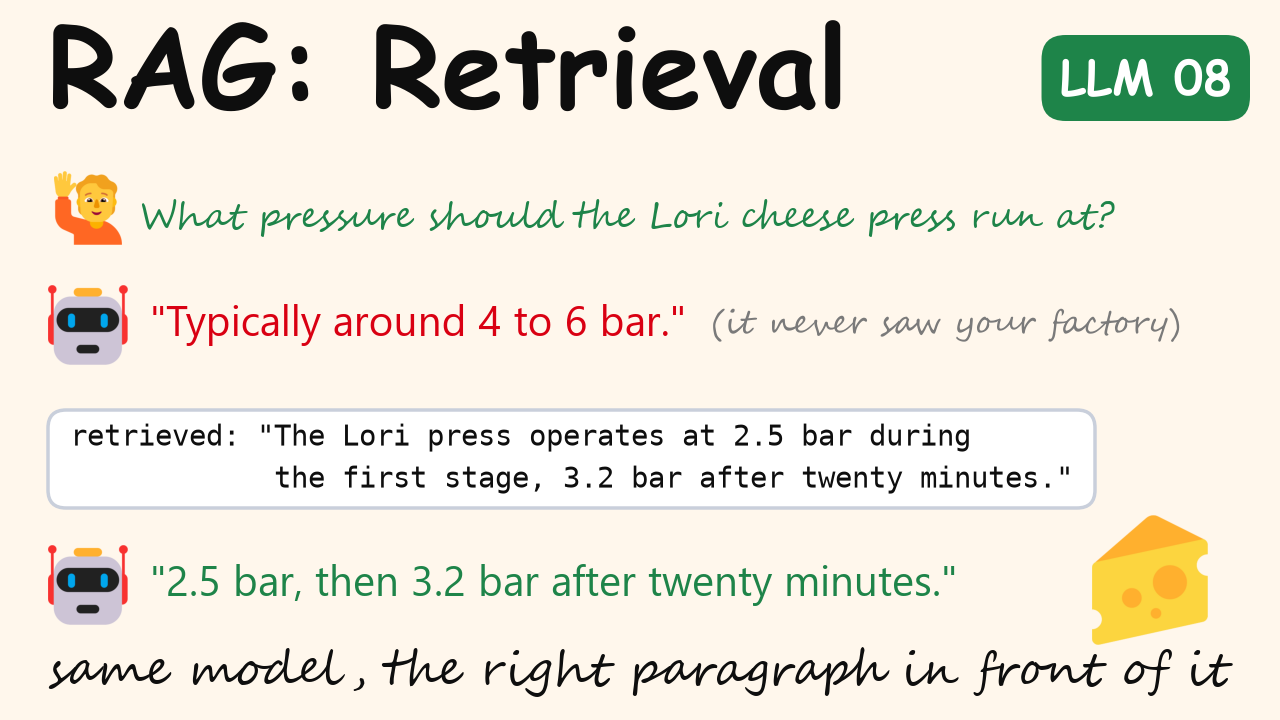 RAG: Retrieval
LLM 08
What pressure should the Lori cheese press run at?
"Typically around 4 to 6 bar." (it never saw your factory)
retrieved: "The Lori press operates at 2.5 bar during
the first stage, 3.2 bar after twenty minutes."
"2.5 bar, then 3.2 bar after twenty minutes."
same model, the right paragraph in front of it